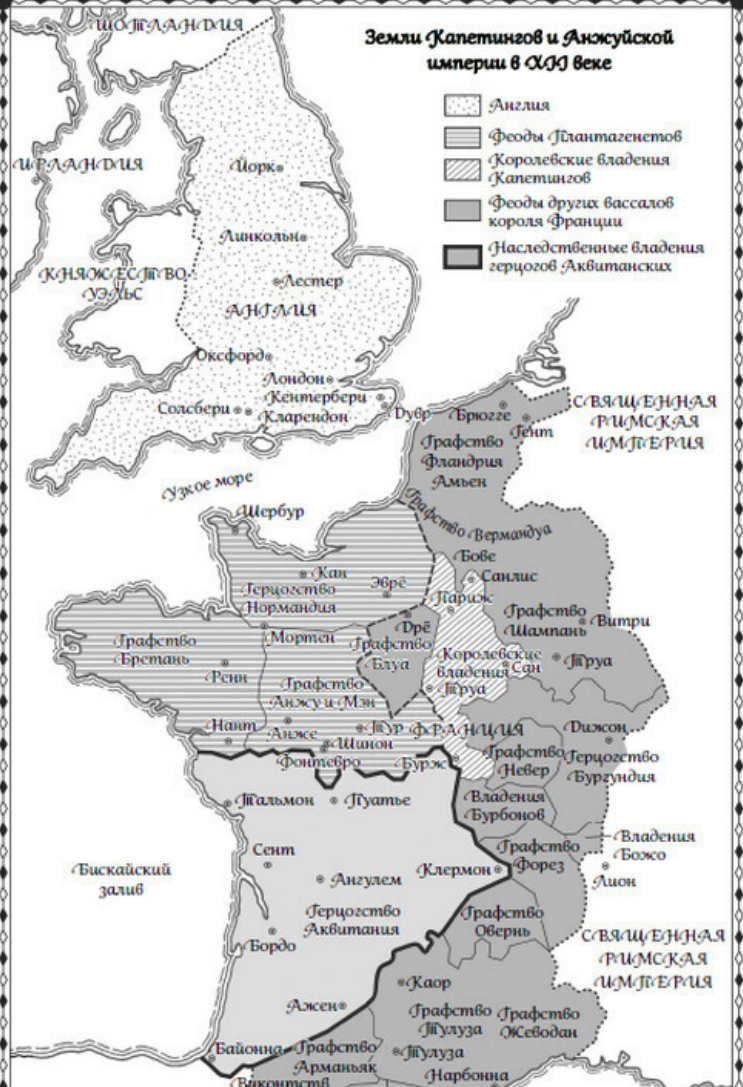 ШОТЛАНДИЯ
Земли Капетингов и Анжуйской
империи в XII веке
Англия
Феоды Плантагенетов
Королевские владения
Капетингов
Феоды других вассалов
короля Франции
Наследственные владения
герцогов Аквитанских
ИРЛАНДИЯ
Йорк
Линкольн
КНЯЖЕСТВО
УЭЛЬС
Лестер
АНГЛИЯ
Оксфорд
Лондон
Кентербери
Солсбери
Кларендон
Дувр
Брюгге
Гент
СВЯЩЕННАЯ
РИМСКАЯ
ИМПЕРИЯ
Графство
Фландрия
Амьен
Узкое море
Шербур
Графство Вермандуа
Бове
Санлис
Кан
Эврё
Герцогство
Нормандия
Париж
Графство
Шампань
Витри
Мортен
Дрё
Графство
Блуа
Графство
Бретань
Ренн
Королевские
владения
Сан
Труа
Труа
Графство
Анжу и Мэн
Нант
Анже
Тур
ФРАНЦИЯ
Шинон
Фонтевро
Бурж
Дижон
Графство
Невер
Герцогство
Бургундия
Тальмон
Пуатье
Владения
Бурбонов
Владения
Божо
Графство
Форез
Лион
Сент
Клермон
Бискайский
залив
Ангулем
Герцогство
Аквитания
Бордо
Графство
Овернь
СВЯЩЕННАЯ
РИМСКАЯ
ИМПЕРИЯ
Каор
Ажен
Графство
Тулуза
Графство
Жеводан
Байонна
Графство
Арманьяк
Тулуза
Нарбонна
Виконтств